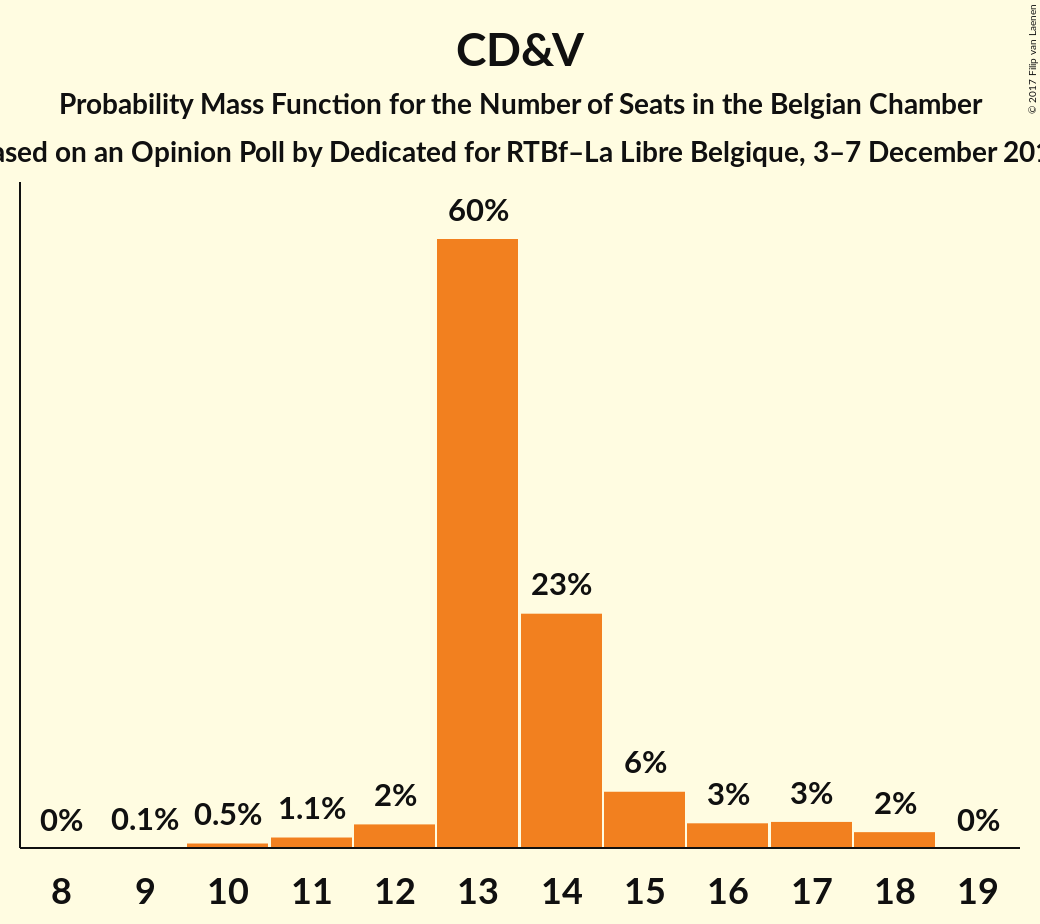 CD&V
Probability Mass Function for the Number of Seats in the Belgian Chamber
on an Opinion Poll by Dedicated for RTBf–La Libre Belgique, 3–7 December
© 2017 Filip van Laenen
60%
23%
6%
3%
3%
2%
2%
1.1%
0.5%
0.1%
0%
0%
8 9 10 11 12 13 14 15 16 17 18 19